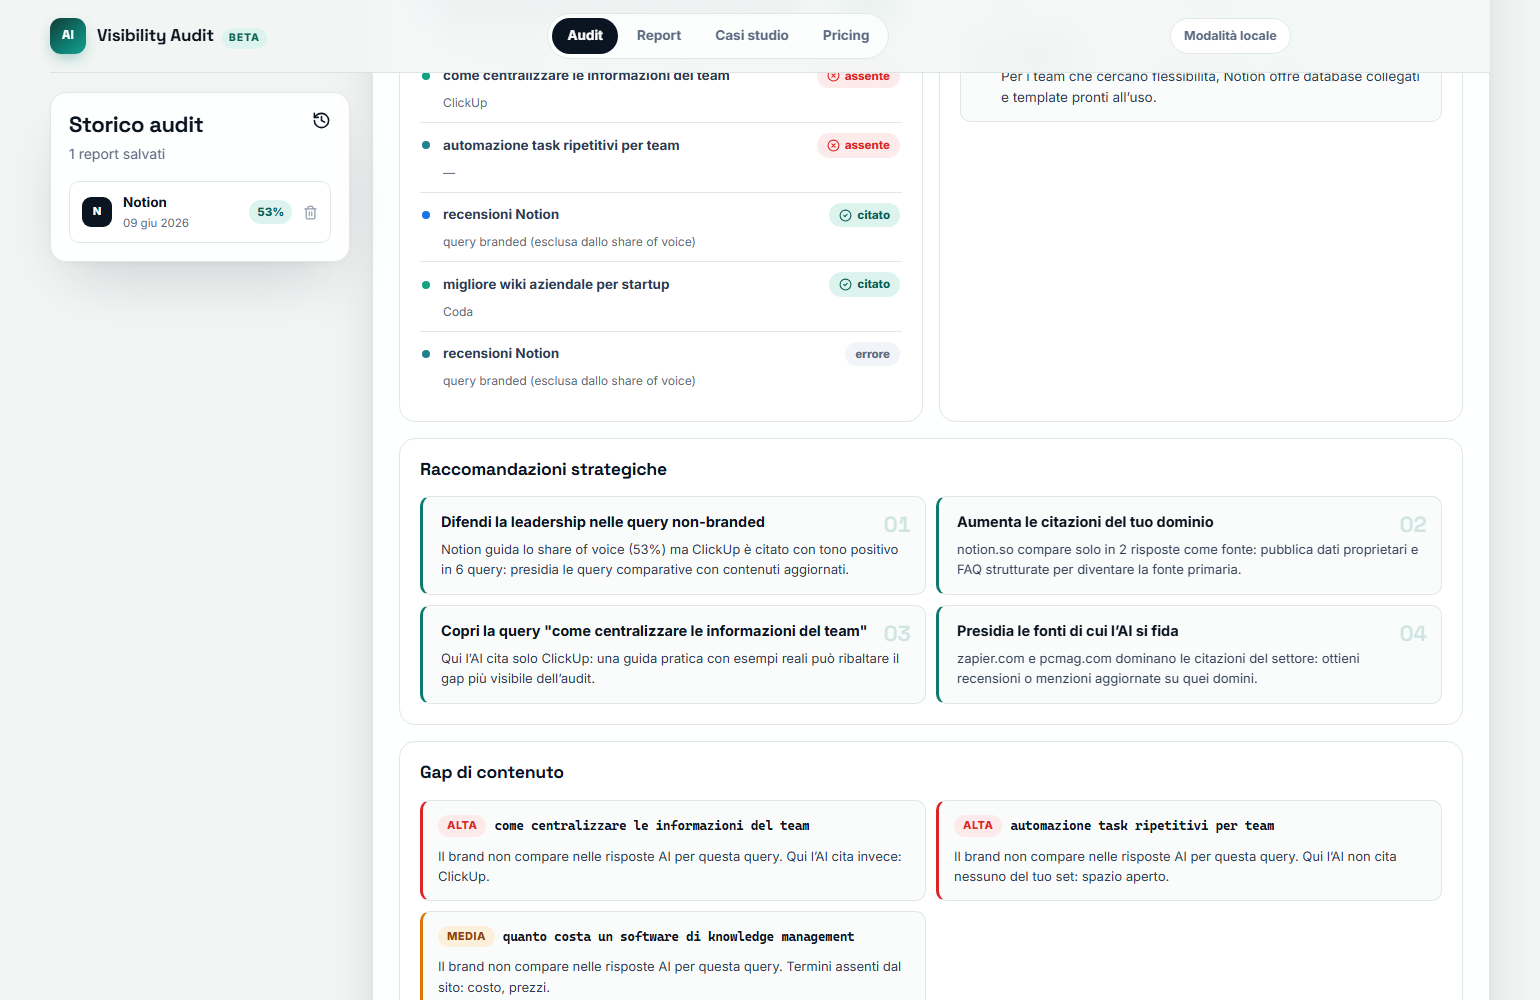 AI Visibility Audit BETA
Audit Report Casi studio Pricing
Modalità locale
Storico audit
1 report salvati
N Notion 53%
09 giu 2026
come centralizzare le informazioni del team assente
ClickUp
automazione task ripetitivi per team assente
—
recensioni Notion citato
query branded (esclusa dallo share of voice)
migliore wiki aziendale per startup citato
Coda
recensioni Notion errore
query branded (esclusa dallo share of voice)
Per i team che cercano flessibilità, Notion offre database collegati
e template pronti all’uso.
Raccomandazioni strategiche
Difendi la leadership nelle query non-branded 01
Notion guida lo share of voice (53%) ma ClickUp è citato con tono positivo
in 6 query: presidia le query comparative con contenuti aggiornati.
Aumenta le citazioni del tuo dominio 02
notion.so compare solo in 2 risposte come fonte: pubblica dati proprietari e
FAQ strutturate per diventare la fonte primaria.
Copri la query "come centralizzare le informazioni del team" 03
Qui l’AI cita solo ClickUp: una guida pratica con esempi reali può ribaltare il
gap più visibile dell’audit.
Presidia le fonti di cui l’AI si fida 04
zapier.com e pcmag.com dominano le citazioni del settore: ottieni
recensioni o menzioni aggiornate su quei domini.
Gap di contenuto
ALTA come centralizzare le informazioni del team
Il brand non compare nelle risposte AI per questa query. Qui l’AI cita invece:
ClickUp.
ALTA automazione task ripetitivi per team
Il brand non compare nelle risposte AI per questa query. Qui l’AI non cita
nessuno del tuo set: spazio aperto.
MEDIA quanto costa un software di knowledge management
Il brand non compare nelle risposte AI per questa query. Termini assenti dal
sito: costo, prezzi.